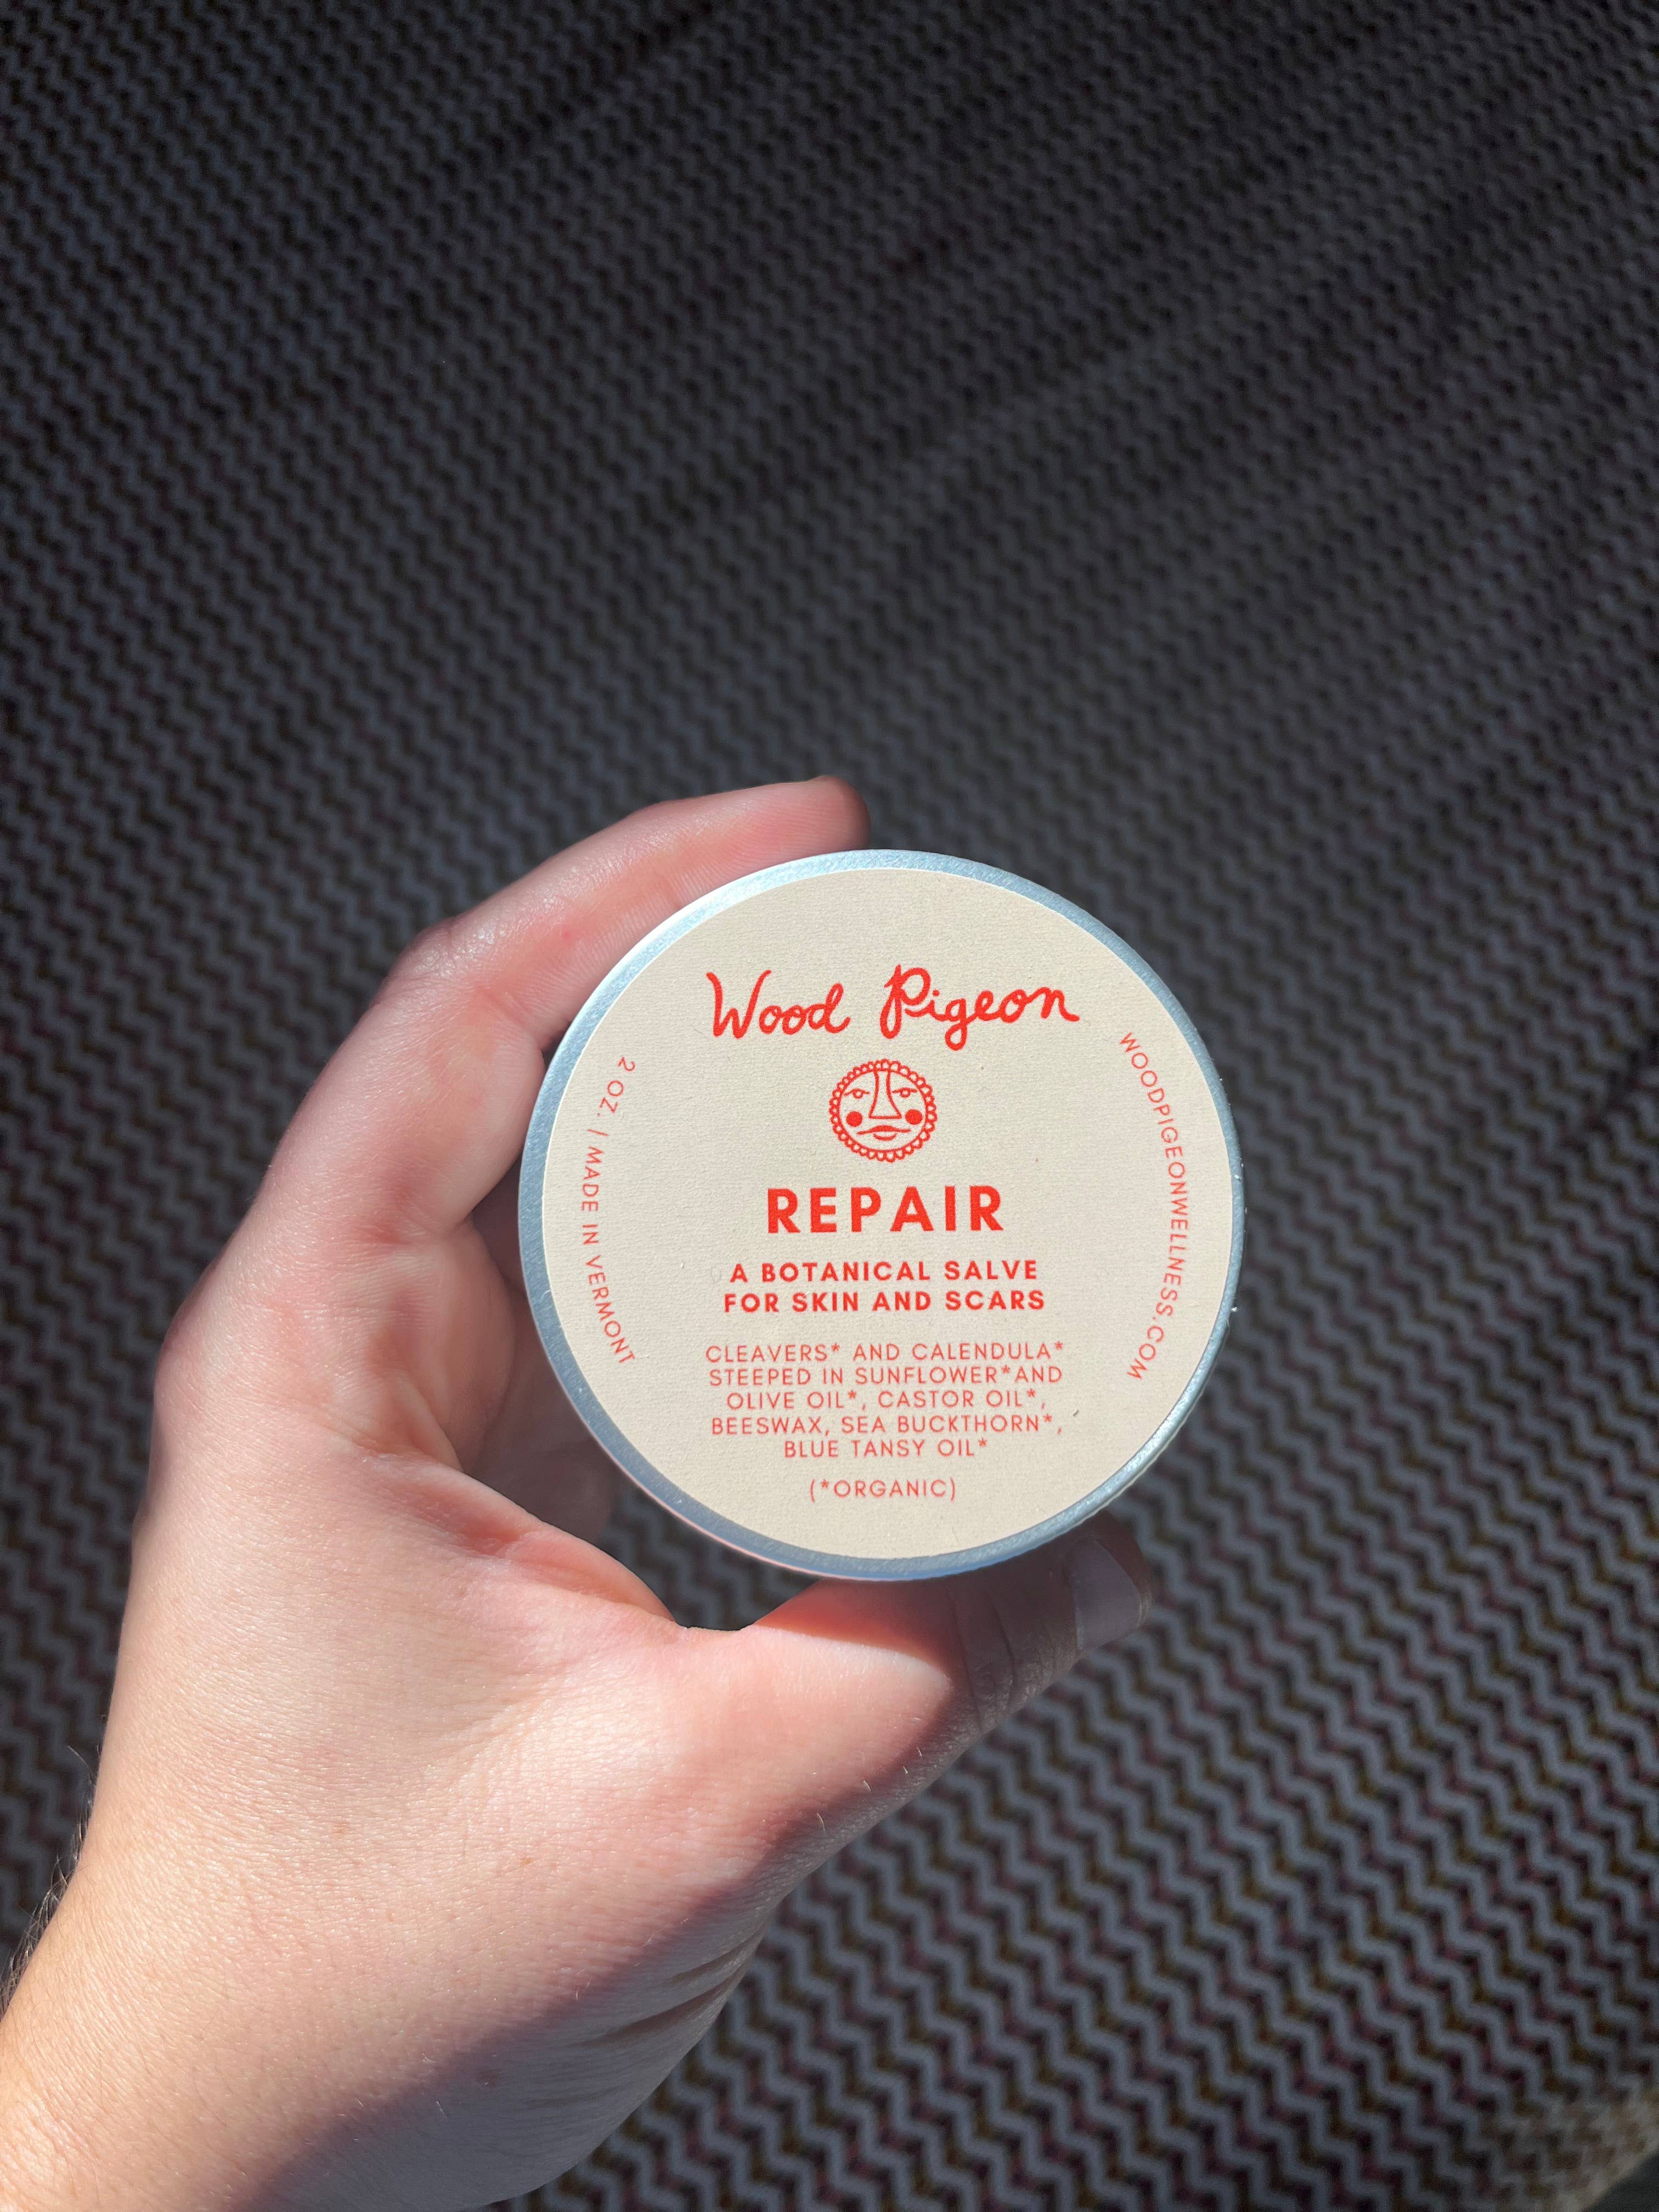 Wood Pigeon
REPAIR
A BOTANICAL SALVE
FOR SKIN AND SCARS
CLEAVERS* AND CALENDULA*
STEEPED IN SUNFLOWER*AND
OLIVE OIL*, CASTOR OIL*,
BEESWAX, SEA BUCKTHORN*,
BLUE TANSY OIL*
(*ORGANIC)
2 OZ. | MADE IN VERMONT
WOODPIGEONWELLNESS.COM